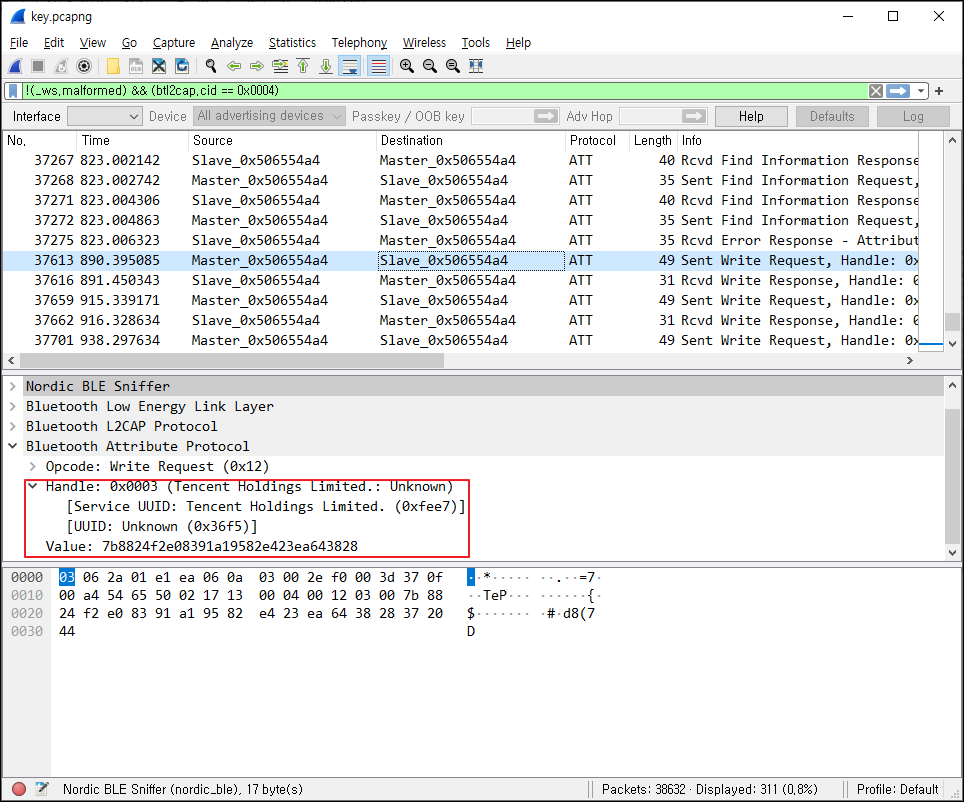 key.pcapng
File Edit View Go Capture Analyze Statistics Telephony Wireless Tools Help
!(_ws,malformed) && (btl2cap,cid == 0x0004)
Interface Device All advertising devices Passkey / OOB key Adv Hop Help Defaults Log
No, Time Source Destination Protocol Length Info
37267 823.002142 Slave_0x506554a4 Master_0x506554a4 ATT 40 Rcvd Find Information Response
37268 823.002742 Master_0x506554a4 Slave_0x506554a4 ATT 35 Sent Find Information Request,
37271 823.004306 Slave_0x506554a4 Master_0x506554a4 ATT 40 Rcvd Find Information Response
37272 823.004863 Master_0x506554a4 Slave_0x506554a4 ATT 35 Sent Find Information Request,
37275 823.006323 Slave_0x506554a4 Master_0x506554a4 ATT 35 Rcvd Error Response - Attribut
37613 890.395085 Master_0x506554a4 Slave_0x506554a4 ATT 49 Sent Write Request, Handle: 0x
37616 891.450343 Slave_0x506554a4 Master_0x506554a4 ATT 31 Rcvd Write Response, Handle: 0
37659 915.339171 Master_0x506554a4 Slave_0x506554a4 ATT 49 Sent Write Request, Handle: 0x
37662 916.328634 Slave_0x506554a4 Master_0x506554a4 ATT 31 Rcvd Write Response, Handle: 0
37701 938.297634 Master_0x506554a4 Slave_0x506554a4 ATT 49 Sent Write Request, Handle: 0x
Nordic BLE Sniffer
Bluetooth Low Energy Link Layer
Bluetooth L2CAP Protocol
Bluetooth Attribute Protocol
Opcode: Write Request (0x12)
Handle: 0x0003 (Tencent Holdings Limited.: Unknown)
[Service UUID: Tencent Holdings Limited. (0xfee7)]
[UUID: Unknown (0x36f5)]
Value: 7b8824f2e08391a19582e423ea643828
0000 03 06 2a 01 e1 ea 06 0a 03 00 2e f0 00 3d 37 0f ··*····· ··.··=7·
0010 00 a4 54 65 50 02 17 13 00 04 00 12 03 00 7b 88 ··TeP··· ······{·
0020 24 f2 e0 83 91 a1 95 82 e4 23 ea 64 38 28 37 20 $······· ·#·d8(7
0030 44 D
Nordic BLE Sniffer (nordic_ble), 17 byte(s) Packets: 38632 · Displayed: 311 (0,8%) Profile: Default